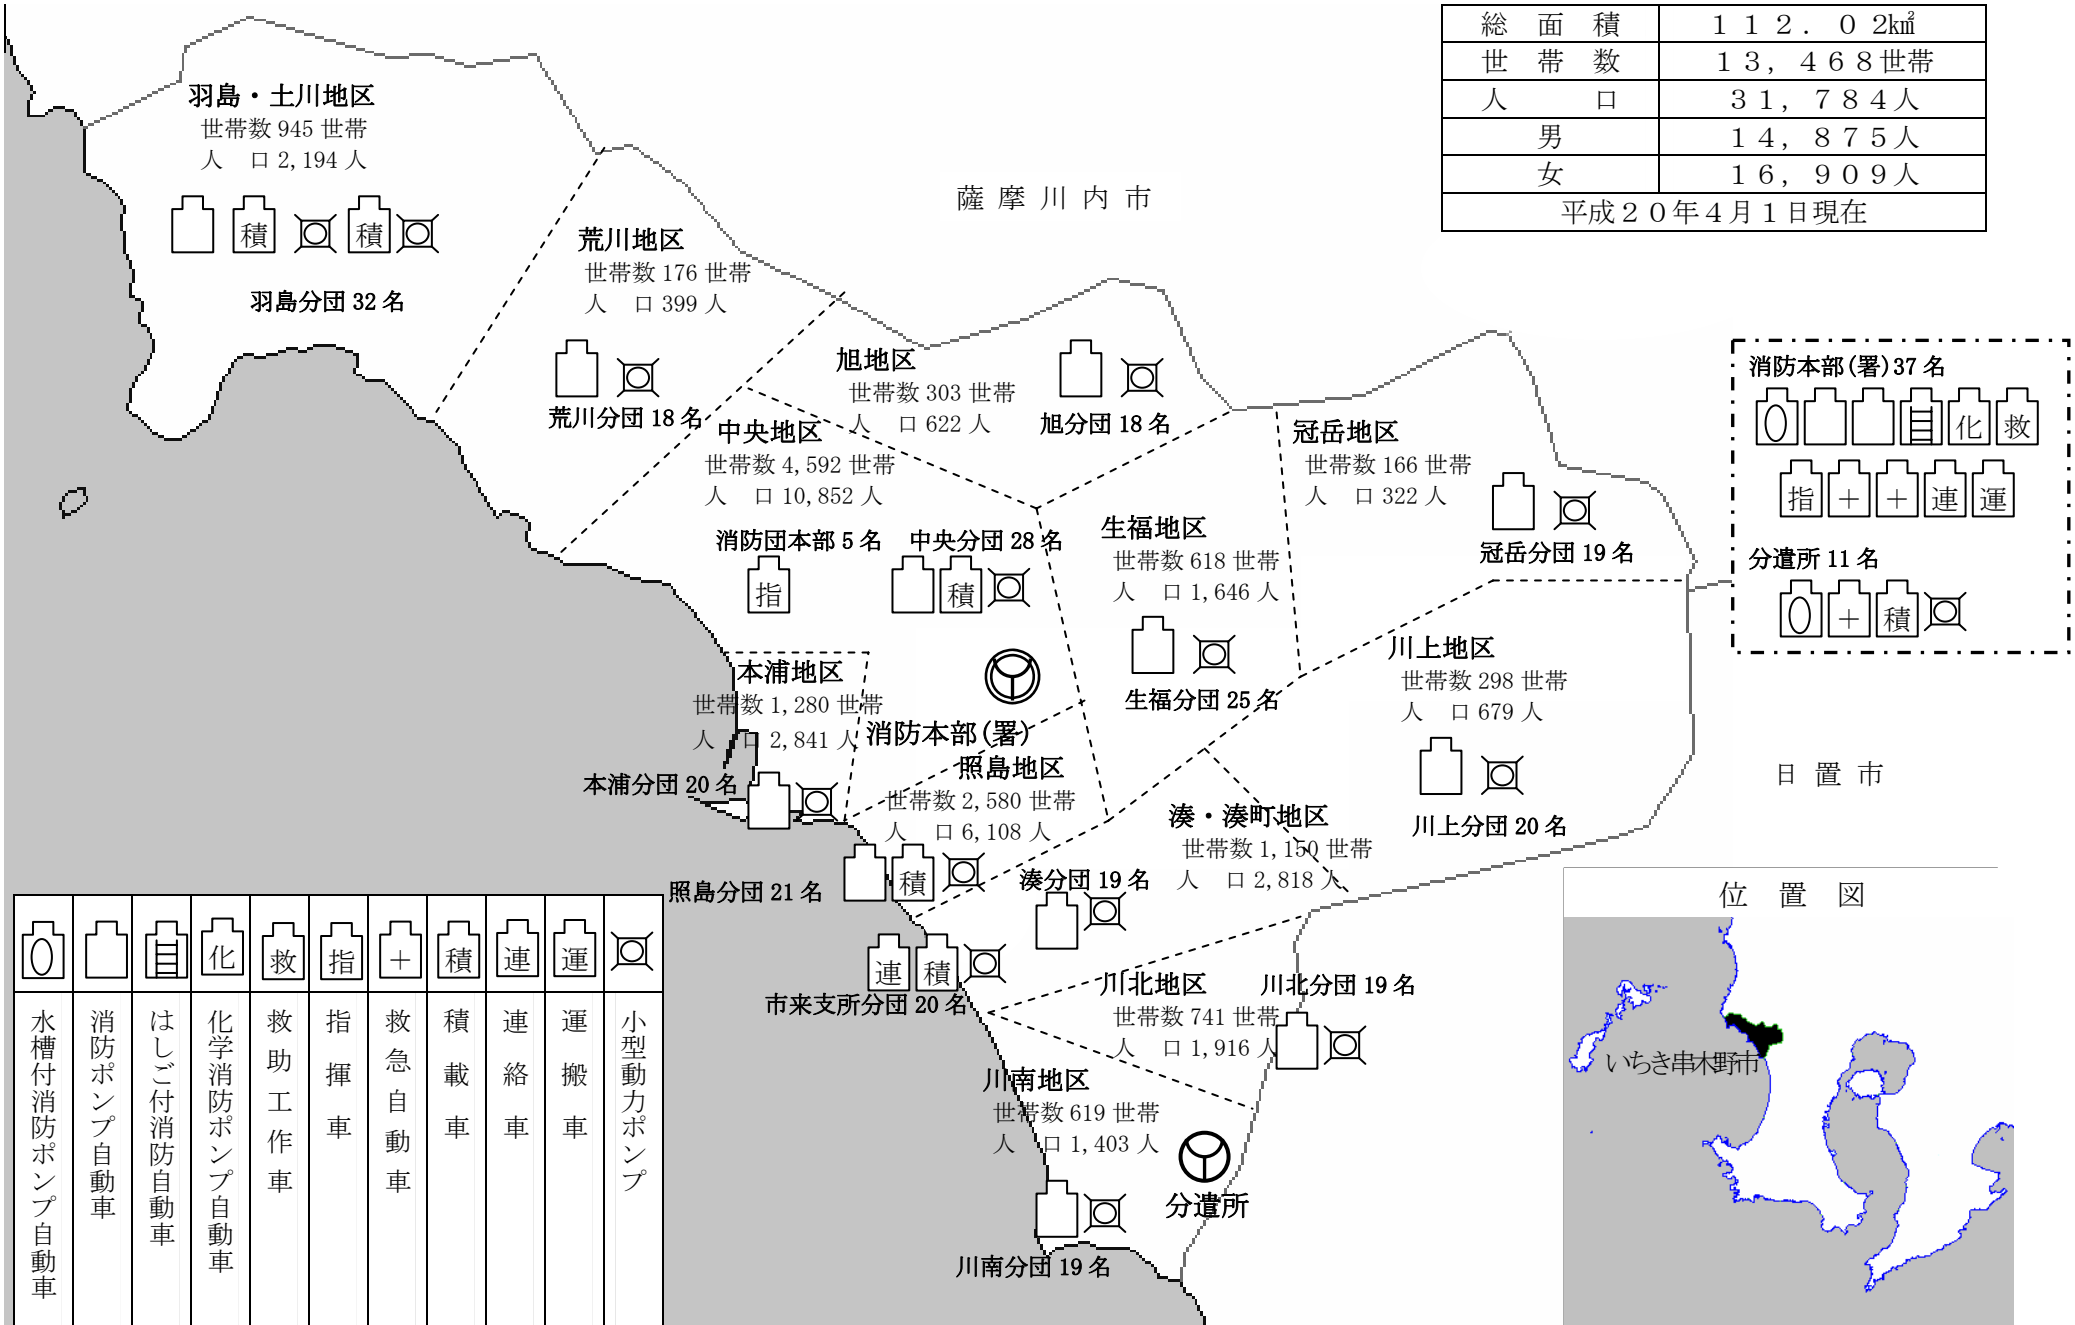 総面積 １１２．０２k㎡
世帯数 １３，４６８世帯
人口 ３１，７８４人
男 １４，８７５人
女 １６，９０９人
平成２０年４月１日現在
羽島・土川地区
世帯数 945 世帯
人　口 2,194 人
積
積
羽島分団 32 名
薩摩川内市
荒川地区
世帯数 176 世帯
人　口 399 人
荒川分団 18 名
旭地区
世帯数 303 世帯
人　口 622 人
旭分団 18 名
中央地区
世帯数 4,592 世帯
人　口 10,852 人
消防団本部 5 名
指
中央分団 28 名
積
冠岳地区
世帯数 166 世帯
人　口 322 人
冠岳分団 19 名
生福地区
世帯数 618 世帯
人　口 1,646 人
生福分団 25 名
消防本部(署)37 名
化 救
指 ＋ ＋ 連 運
分遣所 11 名
＋ 積
川上地区
世帯数 298 世帯
人　口 679 人
川上分団 20 名
日置市
本浦地区
世帯数 1,280 世帯
人　口 2,841 人
本浦分団 20 名
消防本部(署)
照島地区
世帯数 2,580 世帯
人　口 6,108 人
積
照島分団 21 名
湊・湊町地区
世帯数 1,150 世帯
人　口 2,818 人
湊分団 19 名
連 積
市来支所分団 20 名
川北地区
世帯数 741 世帯
人　口 1,916 人
川北分団 19 名
川南地区
世帯数 619 世帯
人　口 1,403 人
分遣所
川南分団 19 名
化 救 指 ＋ 積 連 運
水槽付消防ポンプ自動車
消防ポンプ自動車
はしご付消防自動車
化学消防ポンプ自動車
救助工作車
指揮車
救急自動車
積載車
連絡車
運搬車
小型動力ポンプ
位置図
いちき串木野市